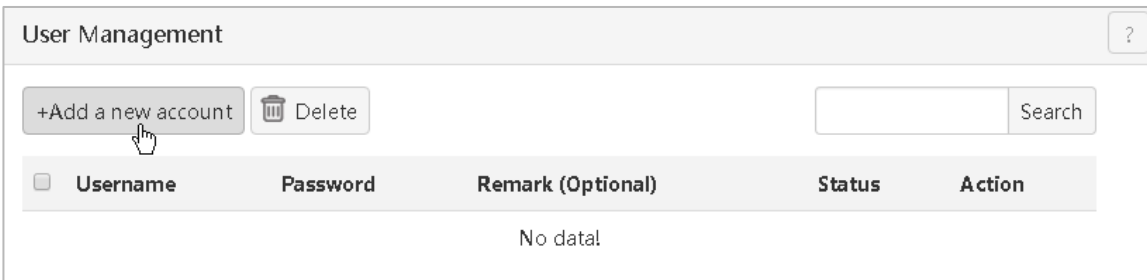 User Management
?
+Add a new account Delete Search
Username Password Remark (Optional) Status Action
No data!